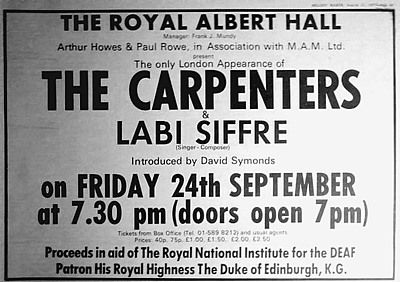 THE ROYAL ALBERT HALL
Manager: Frank J. Mundy
Arthur Howes & Paul Rowe, in Association with M.A.M. Ltd.
present
The only London Appearance of
THE CARPENTERS
&
LABI SIFFRE
(Singer-Composer)
Introduced by David Symonds
on FRIDAY 24th SEPTEMBER
at 7.30 pm (doors open 7pm)
Tickets from Box Office (Tel. 01-589 8212) and usual agents
Prices: 40p, 75p, £1.00, £1.50, £2.00, £2.50
Proceeds in aid of The Royal National Institute for the DEAF
Patron His Royal Highness The Duke of Edinburgh, K.G.